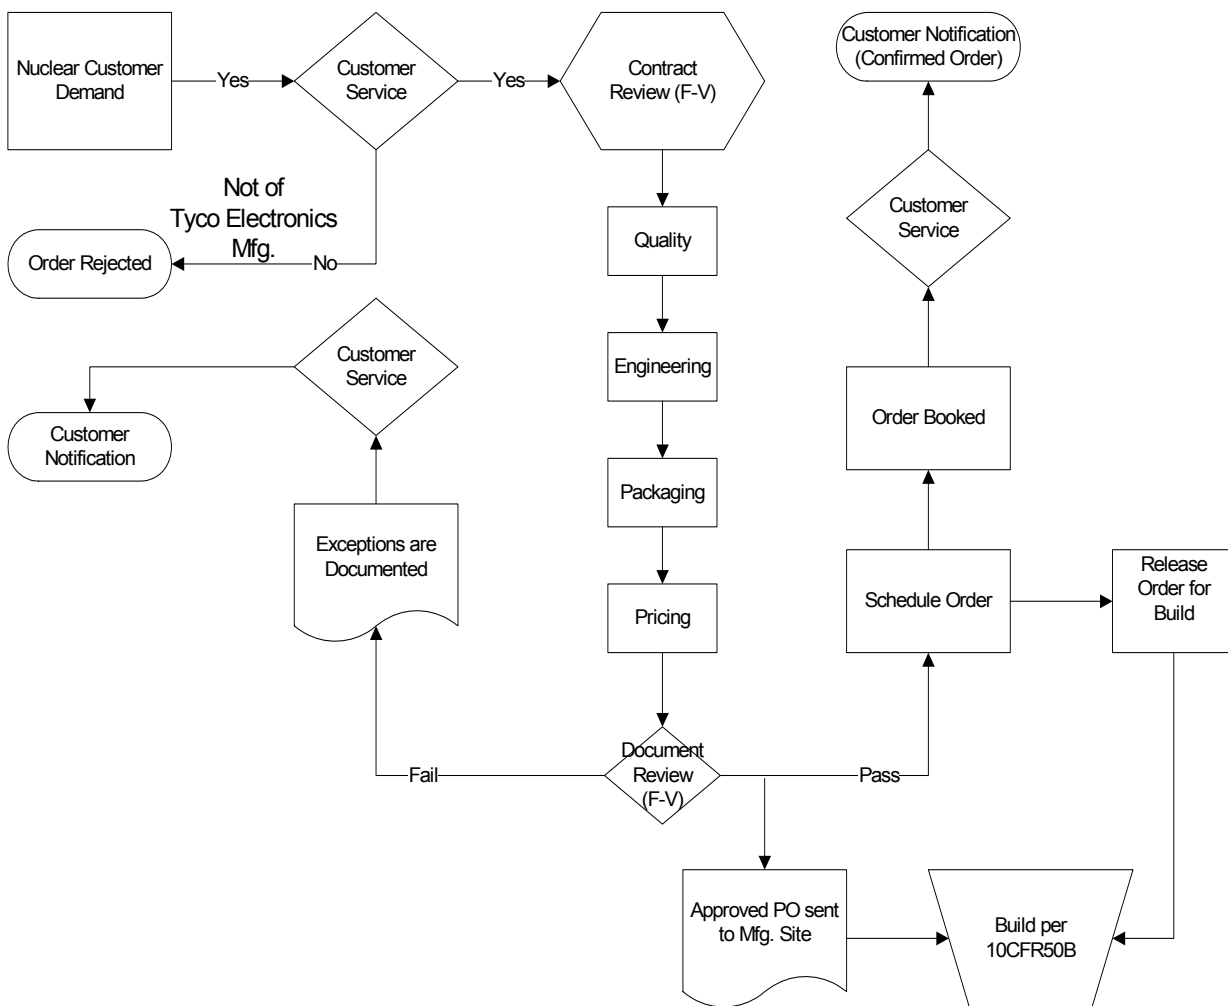 Nuclear Customer
Demand
Yes
Customer
Service
Yes
Contract
Review (F-V)
Customer Notification
(Confirmed Order)
Not of
Tyco Electronics
Mfg.
No
Order Rejected
Quality
Customer
Service
Customer
Service
Customer
Notification
Engineering
Order Booked
Packaging
Exceptions are
Documented
Pricing
Schedule Order
Release
Order for
Build
Document
Review
(F-V)
Fail
Pass
Approved PO sent
to Mfg. Site
Build per
10CFR50B